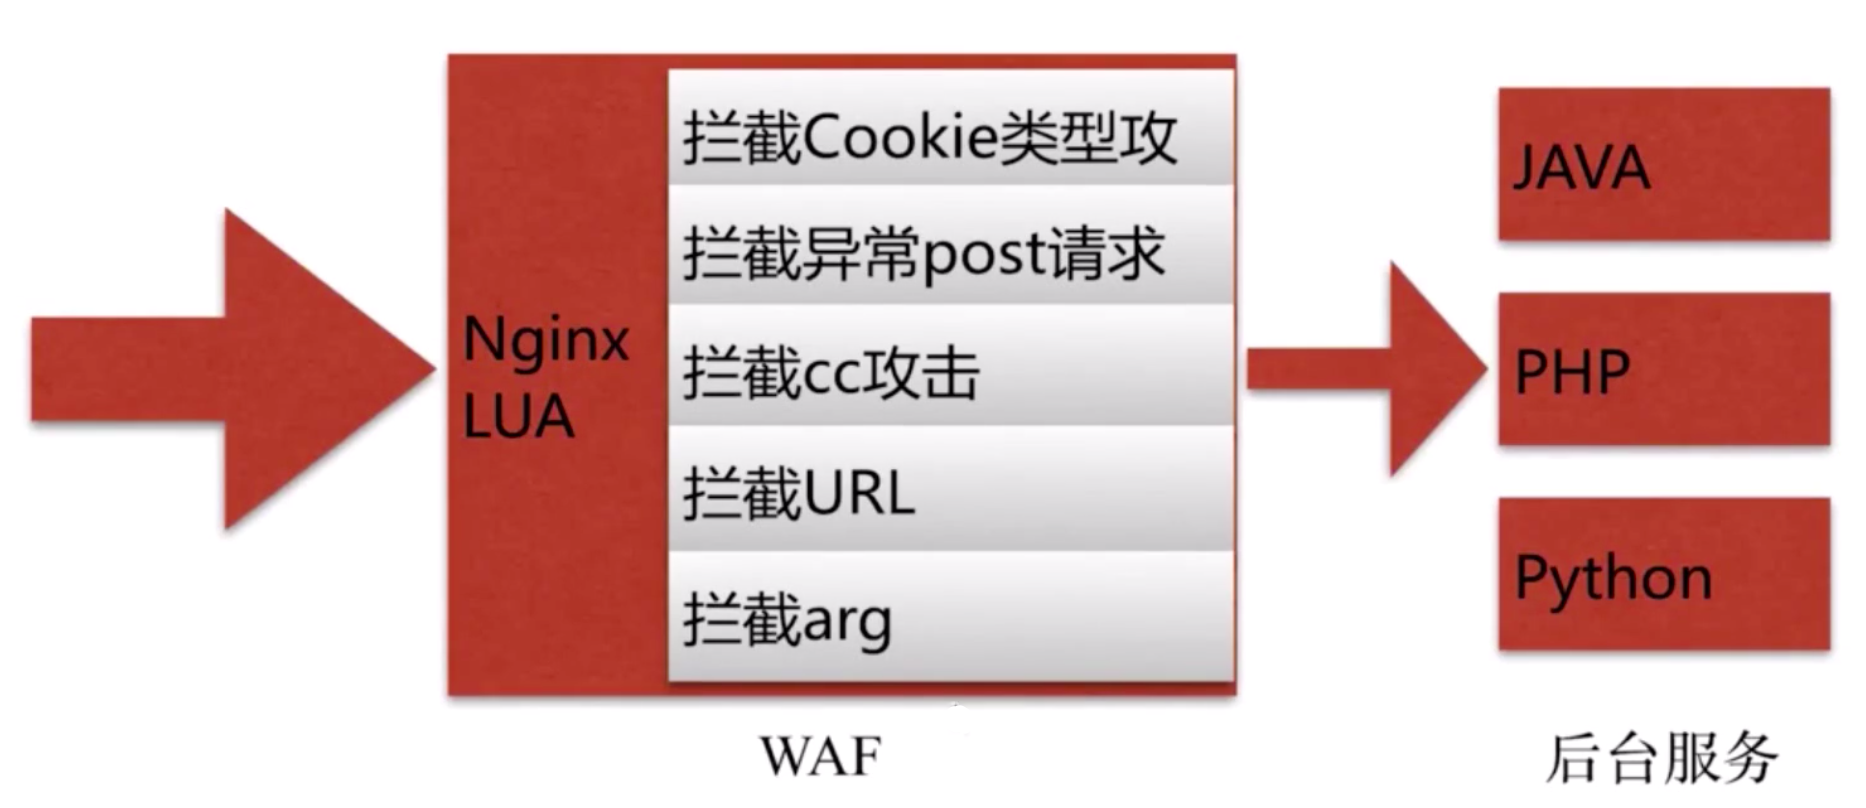 Nginx
LUA
拦截Cookie类型攻
拦截异常post请求
拦截cc攻击
拦截URL
拦截arg
WAF
JAVA
PHP
Python
后台服务